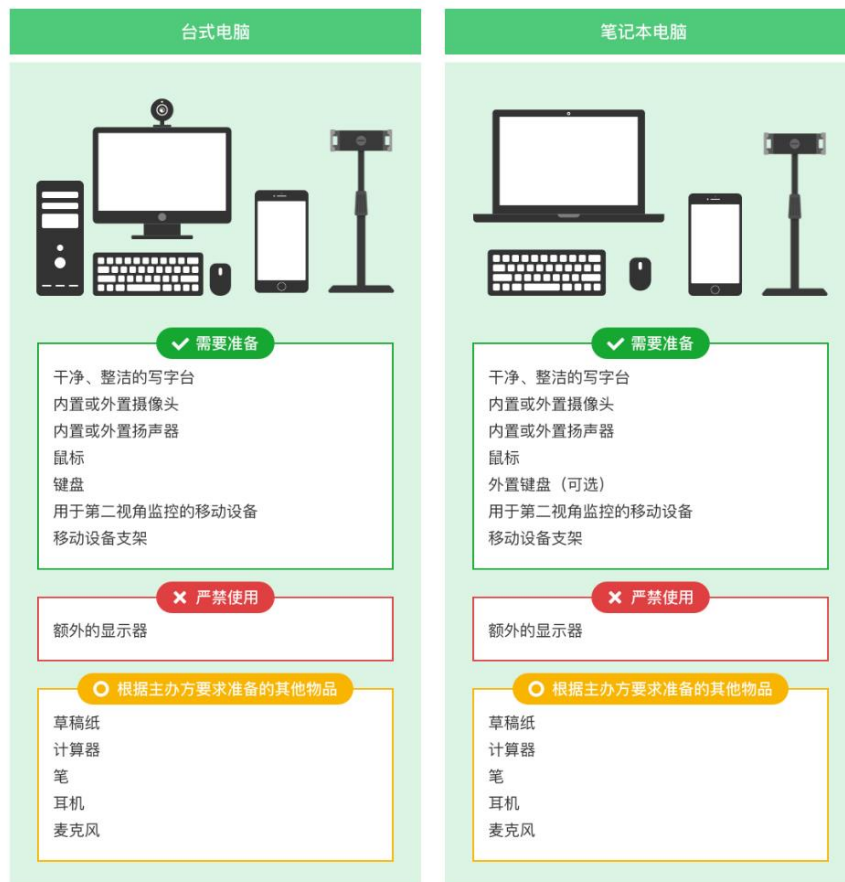 台式电脑
需要准备
干净、整洁的写字台
内置或外置摄像头
内置或外置扬声器
鼠标
键盘
用于第二视角监控的移动设备
移动设备支架
严禁使用
额外的显示器
根据主办方要求准备的其他物品
草稿纸
计算器
笔
耳机
麦克风
笔记本电脑
需要准备
干净、整洁的写字台
内置或外置摄像头
内置或外置扬声器
鼠标
外置键盘（可选）
用于第二视角监控的移动设备
移动设备支架
严禁使用
额外的显示器
根据主办方要求准备的其他物品
草稿纸
计算器
笔
耳机
麦克风